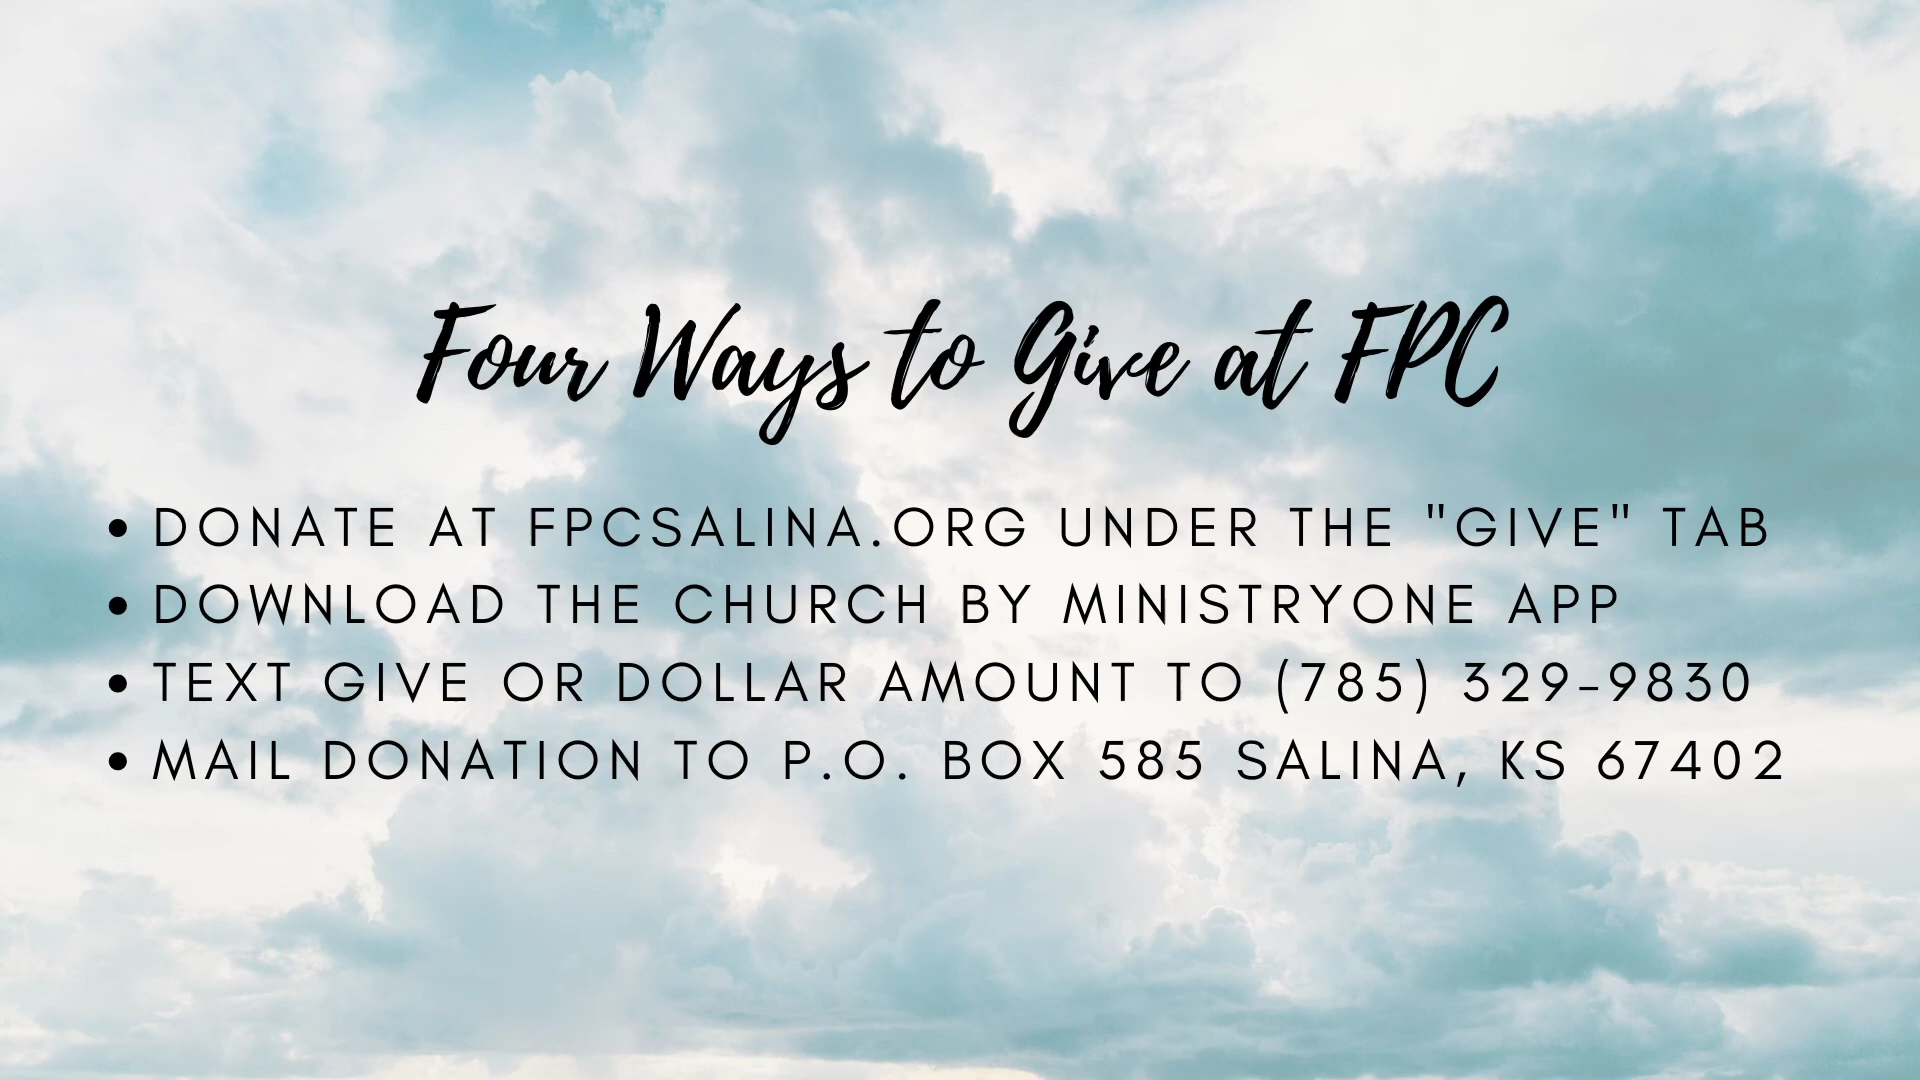 Four Ways to Give at FPC
• DONATE AT FPCSALINA.ORG UNDER THE "GIVE" TAB
• DOWNLOAD THE CHURCH BY MINISTRYONE APP
• TEXT GIVE OR DOLLAR AMOUNT TO (785) 329-9830
• MAIL DONATION TO P.O. BOX 585 SALINA, KS 67402